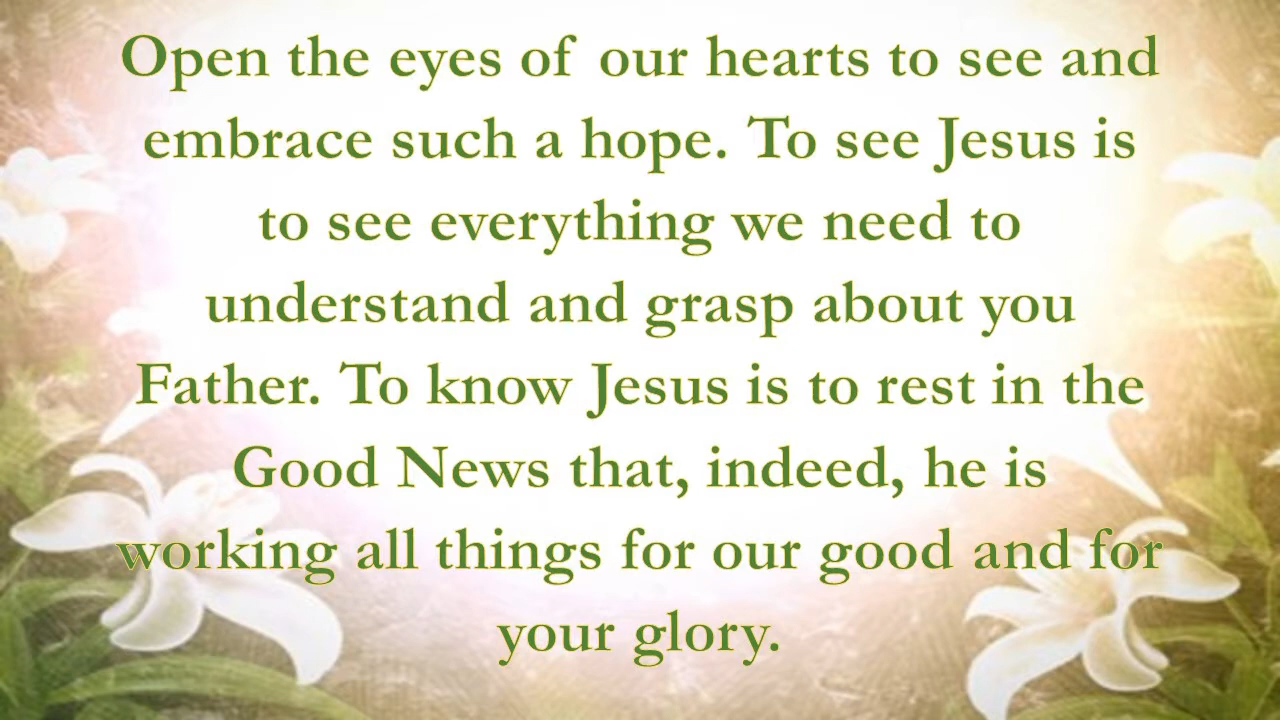 Open the eyes of our hearts to see and
embrace such a hope. To see Jesus is
to see everything we need to
understand and grasp about you
Father. To know Jesus is to rest in the
Good News that, indeed, he is
working all things for our good and for
your glory.